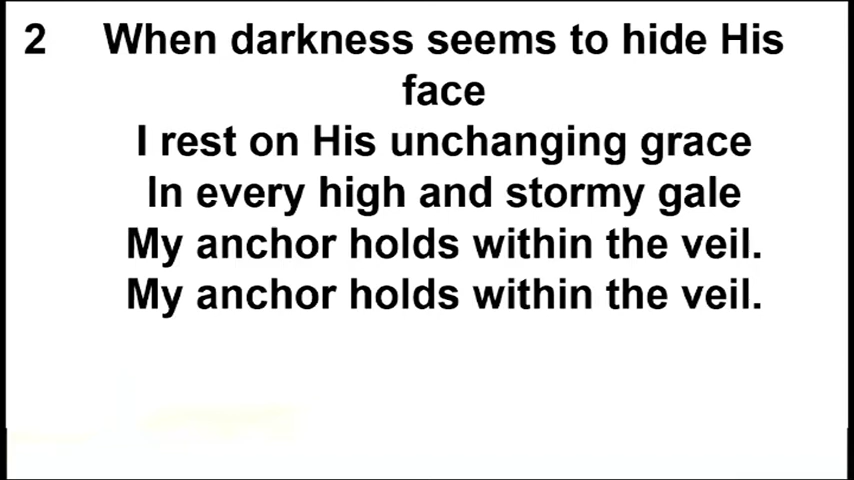 2 When darkness seems to hide His
face
I rest on His unchanging grace
In every high and stormy gale
My anchor holds within the veil.
My anchor holds within the veil.